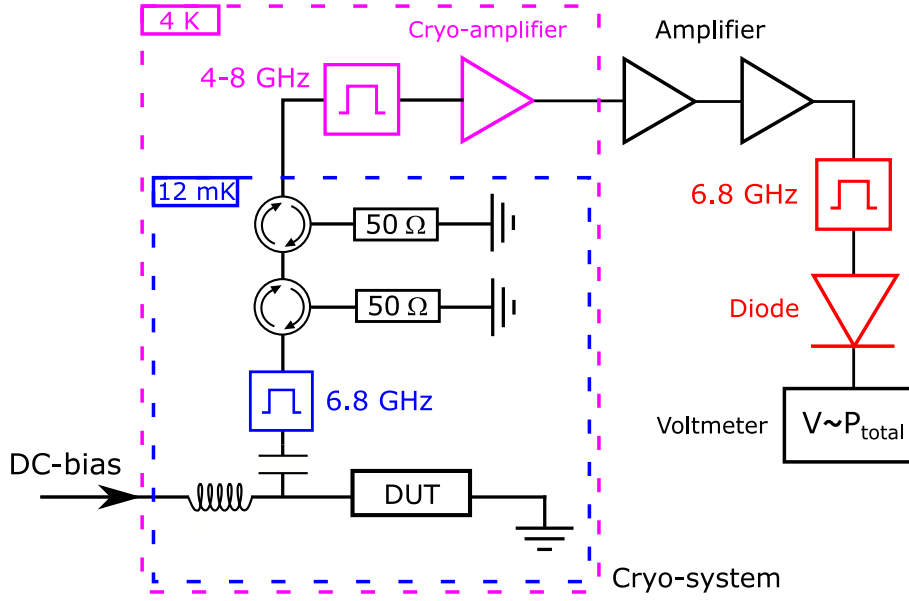 4 K
Cryo-amplifier
Amplifier
4-8 GHz
12 mK
6.8 GHz
50 Ω
50 Ω
Diode
6.8 GHz
Voltmeter
V~P_total
DC-bias
DUT
Cryo-system